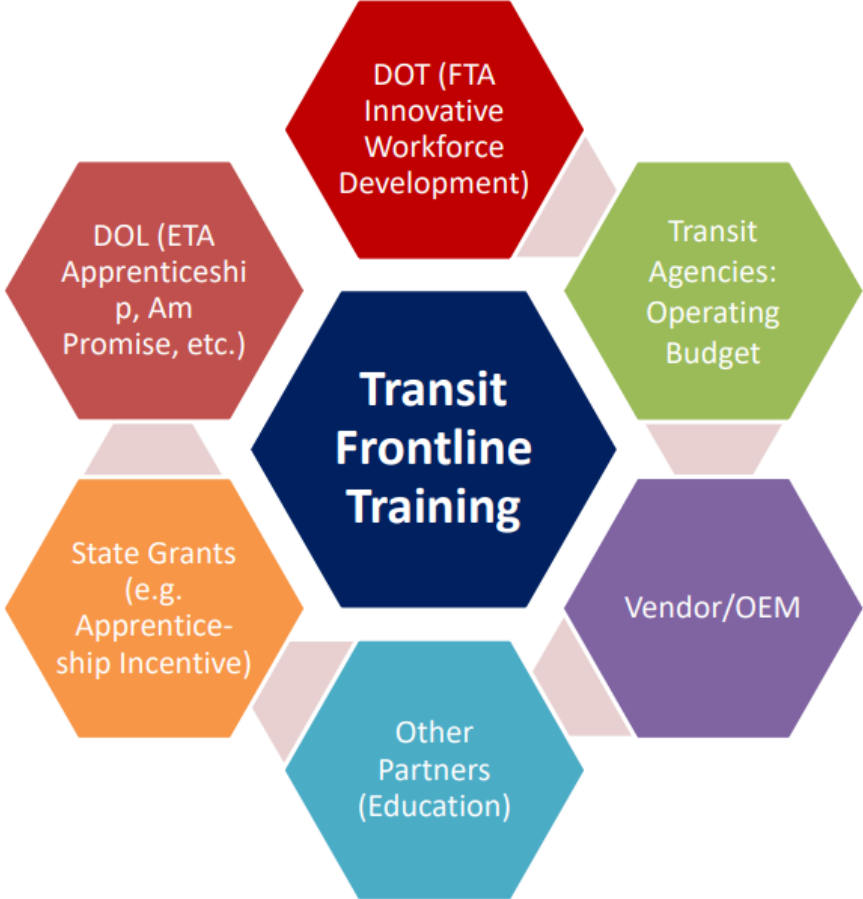 DOT (FTA
Innovative
Workforce
Development)
Transit
Agencies:
Operating
Budget
Vendor/OEM
Other
Partners
(Education)
State Grants
(e.g.
Apprentice-
ship Incentive)
DOL (ETA
Apprenticeshi
p, Am
Promise, etc.)
Transit
Frontline
Training